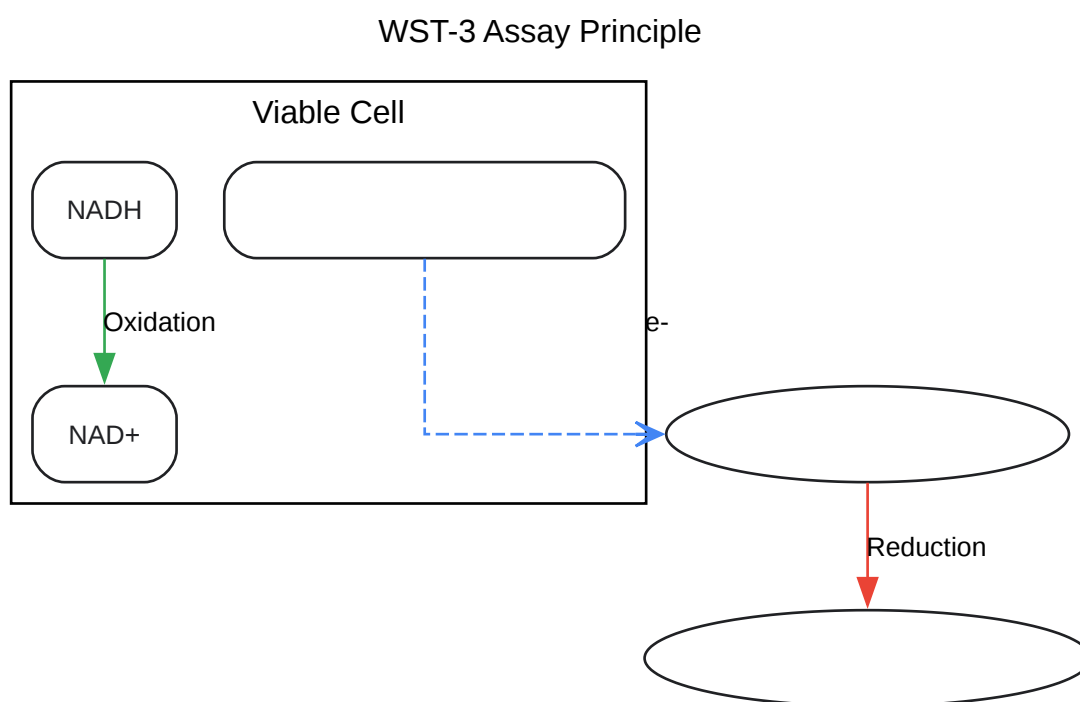 WST-3 Assay Principle
Viable Cell
NADH
Oxidation
e-
NAD+
Reduction